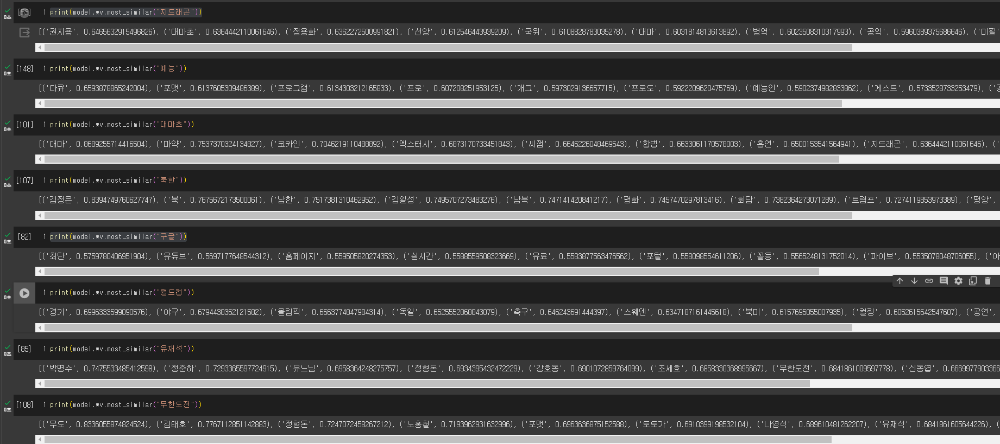 [53] 1 print(model.wv.most_similar("지드래곤"))
0초
[('권지용', 0.6465632915496826), ('대마초', 0.6364442110061646), ('정용화', 0.6362272500991821), ('선양', 0.612546443939209), ('국위', 0.6108828783035278), ('대마', 0.6031814813613892), ('병역', 0.6023508310317993), ('공익', 0.5960389375686646), ('미필'
[148] 1 print(model.wv.most_similar("예능"))
0초
[('다큐', 0.6593878865242004), ('포맷', 0.6137605309486389), ('프로그램', 0.6134303212165833), ('프로', 0.607208251953125), ('개그', 0.5973029136657715), ('프로도', 0.5922209620475769), ('예능인', 0.5902374982833862), ('게스트', 0.5733528733253479), (
[101] 1 print(model.wv.most_similar("대마초"))
0초
[('대마', 0.8689255714416504), ('마약', 0.7537370324134827), ('코카인', 0.7046219110488892), ('엑스터시', 0.6873170733451843), ('씨잼', 0.6646226048469543), ('합법', 0.6633061170578003), ('흡연', 0.6500153541564941), ('지드래곤', 0.6364442110061646), ('
[107] 1 print(model.wv.most_similar("북한"))
0초
[('김정은', 0.8394749760627747), ('북', 0.7675672173500061), ('남한', 0.7517381310462952), ('김일성', 0.7495707273483276), ('남북', 0.747141420841217), ('평화', 0.7457470297813416), ('회담', 0.7382364273071289), ('트럼프', 0.7274119853973389), ('평양',
[82] 1 print(model.wv.most_similar("구글"))
0초
[('최단', 0.5759780406951904), ('유튜브', 0.5697177648544312), ('홈페이지', 0.559505820274353), ('실시간', 0.5588559508323669), ('유료', 0.5583877563476562), ('포털', 0.558098554611206), ('꼴등', 0.5565248131752014), ('파이브', 0.5535078048706055), ('
1 print(model.wv.most_similar("월드컵"))
0초
[('경기', 0.6996333599090576), ('야구', 0.6794438362121582), ('올림픽', 0.6663774847984314), ('독일', 0.6525552868843079), ('축구', 0.646243691444397), ('스웨덴', 0.6347187161445618), ('북미', 0.6157695055007935), ('컬링', 0.6052615642547607), ('공연',
[85] 1 print(model.wv.most_similar("유재석"))
0초
[('박명수', 0.7475533485412598), ('정준하', 0.7293365597724915), ('유느님', 0.6958364248275757), ('정형돈', 0.6934395432472229), ('강호동', 0.6901072859764099), ('조세호', 0.6858330368995667), ('무한도전', 0.6841861009597778), ('신동엽', 0.6669977903366
[108] 1 print(model.wv.most_similar("무한도전"))
0초
[('무도', 0.8336055874824524), ('김태호', 0.7767112851142883), ('정형돈', 0.7247072458267212), ('노홍철', 0.7193962931632996), ('포맷', 0.6963636875152588), ('토토가', 0.6910399198532104), ('나영석', 0.689610481262207), ('유재석', 0.6841861605644226), (